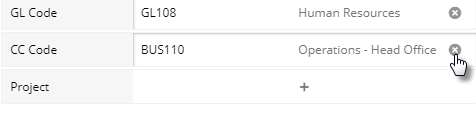 GL Code GL108 Human Resources
CC Code BUS110 Operations - Head Office
Project +